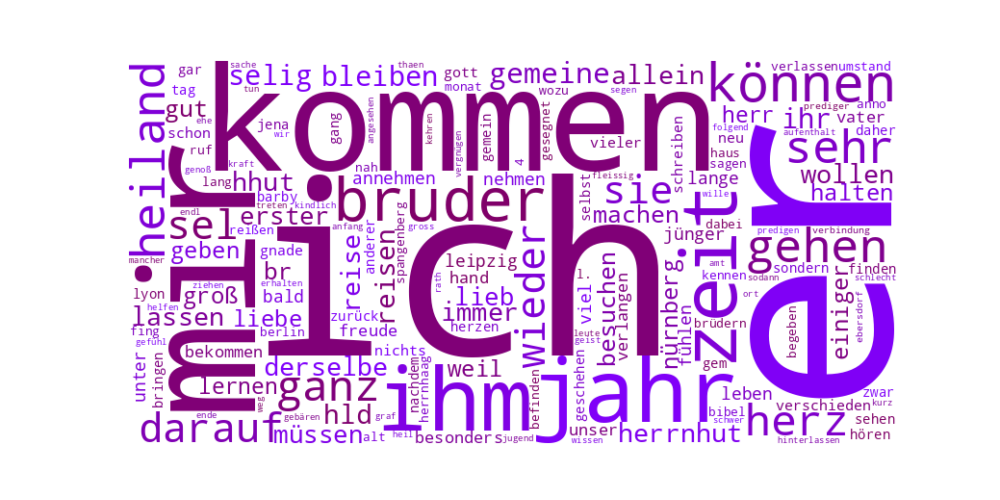 sache
thaen
gar
selig
bleiben
gott
gemeine
allein
können
verlassen
umstand
tag
tun
monat
wozu
segen
heiland
gut
kommen
herr
ihr
prediger
anno
vater
ehe
jena
wir
gang
angesehen
kehren
vergnügen
gemein
gesegnet
vieler
schreiben
folgend
neu
aufenthalt
daher
schon
ruf
kraft
nah
haus
sagen
sehr
genoß
lang
hhut
annehmen
nehmen
4
selbst
fleissig
lange
wille
wollen
mir
treten
kindlich
barby
bruder
sie
machen
halten
endl
sel
erster
reißen
anfang
gross
ich
zeit
dabei
predigen
verbindung
er
mancher
geben
gnade
reise
anderer
reisen
spangenberg
wieder
besuchen
verlangen
jünger
amt
gehen
ziehen
br
rath
leipzig
hand
l.
viel
nürnberg.
fühlen
kennen
sondern
sodann
finden
schlecht
lyon
groß
erhalten
bald
lieb
ort
einiger
lassen
helfen
liebe
zurück
immer
leute
brüdern
begeben
ebersdorf
fing
gefühl
berlin
freude
herzen
geist
unter
bringen
bekommen
nichts
derselbe
weil
geschehen
gem
lernen
weg
ganz
herrnhaag
nachdem
ihm
jahr
leben
zwar
kurz
ende
gebären
hld
graf
befinden
bibel
verschieden
herz
sehen
darauf
müssen
alt
hell
besonders
jugend
unser
wissen
herrnhut
schwer
hinterlassen
hören